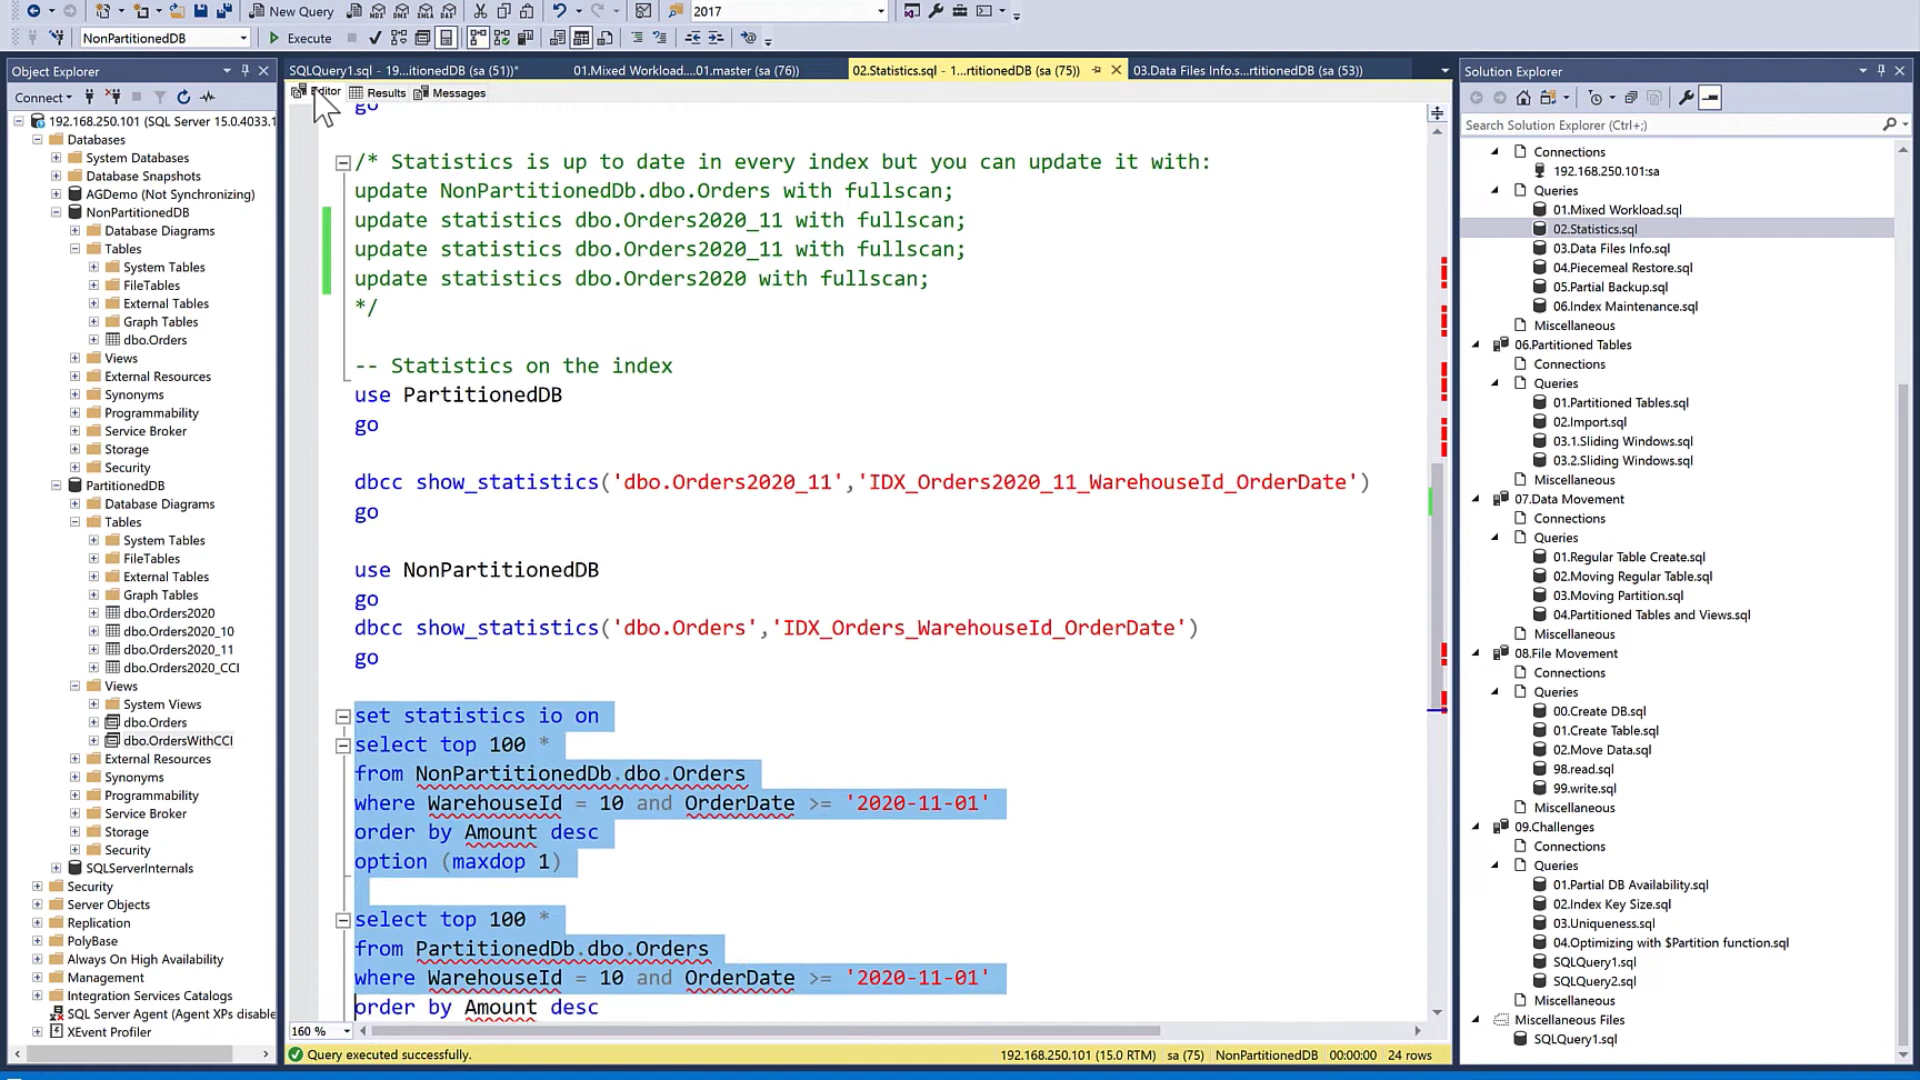 New Query
2017
NonPartitionedDB
Execute
Object Explorer
SQLQuery1.sql - 19...itionedDB (sa (51))*
01.Mixed Workload....01.master (sa (76))
02.Statistics.sql - 1...rtitionedDB (sa (75))
03.Data Files Info.s...rtitionedDB (sa (53))
Solution Explorer
Connect
Editor
Results
Messages
Search Solution Explorer (Ctrl+;)
192.168.250.101 (SQL Server 15.0.4033.1
Databases
System Databases
Database Snapshots
AGDemo (Not Synchronizing)
NonPartitionedDB
Database Diagrams
Tables
System Tables
FileTables
External Tables
Graph Tables
dbo.Orders
Views
External Resources
Synonyms
Programmability
Service Broker
Storage
Security
PartitionedDB
Database Diagrams
Tables
System Tables
FileTables
External Tables
Graph Tables
dbo.Orders2020
dbo.Orders2020_10
dbo.Orders2020_11
dbo.Orders2020_CCI
Views
System Views
dbo.Orders
dbo.OrdersWithCCI
External Resources
Synonyms
Programmability
Service Broker
Storage
Security
SQLServerInternals
Security
Server Objects
Replication
PolyBase
Always On High Availability
Management
Integration Services Catalogs
SQL Server Agent (Agent XPs disable
XEvent Profiler
go
/* Statistics is up to date in every index but you can update it with:
update NonPartitionedDb.dbo.Orders with fullscan;
update statistics dbo.Orders2020_11 with fullscan;
update statistics dbo.Orders2020_11 with fullscan;
update statistics dbo.Orders2020 with fullscan;
*/
-- Statistics on the index
use PartitionedDB
go
dbcc show_statistics('dbo.Orders2020_11','IDX_Orders2020_11_WarehouseId_OrderDate')
go
use NonPartitionedDB
go
dbcc show_statistics('dbo.Orders','IDX_Orders_WarehouseId_OrderDate')
go
set statistics io on
select top 100 *
from NonPartitionedDb.dbo.Orders
where WarehouseId = 10 and OrderDate >= '2020-11-01'
order by Amount desc
option (maxdop 1)
select top 100 *
from PartitionedDb.dbo.Orders
where WarehouseId = 10 and OrderDate >= '2020-11-01'
order by Amount desc
160 %
Query executed successfully.
192.168.250.101 (15.0 RTM)
sa (75)
NonPartitionedDB
00:00:00
24 rows
Connections
192.168.250.101:sa
Queries
01.Mixed Workload.sql
02.Statistics.sql
03.Data Files Info.sql
04.Piecemeal Restore.sql
05.Partial Backup.sql
06.Index Maintenance.sql
Miscellaneous
06.Partitioned Tables
Connections
Queries
01.Partitioned Tables.sql
02.Import.sql
03.1.Sliding Windows.sql
03.2.Sliding Windows.sql
Miscellaneous
07.Data Movement
Connections
Queries
01.Regular Table Create.sql
02.Moving Regular Table.sql
03.Moving Partition.sql
04.Partitioned Tables and Views.sql
Miscellaneous
08.File Movement
Connections
Queries
00.Create DB.sql
01.Create Table.sql
02.Move Data.sql
98.read.sql
99.write.sql
Miscellaneous
09.Challenges
Connections
Queries
01.Partial DB Availability.sql
02.Index Key Size.sql
03.Uniqueness.sql
04.Optimizing with $Partition function.sql
SQLQuery1.sql
SQLQuery2.sql
Miscellaneous
Miscellaneous Files
SQLQuery1.sql